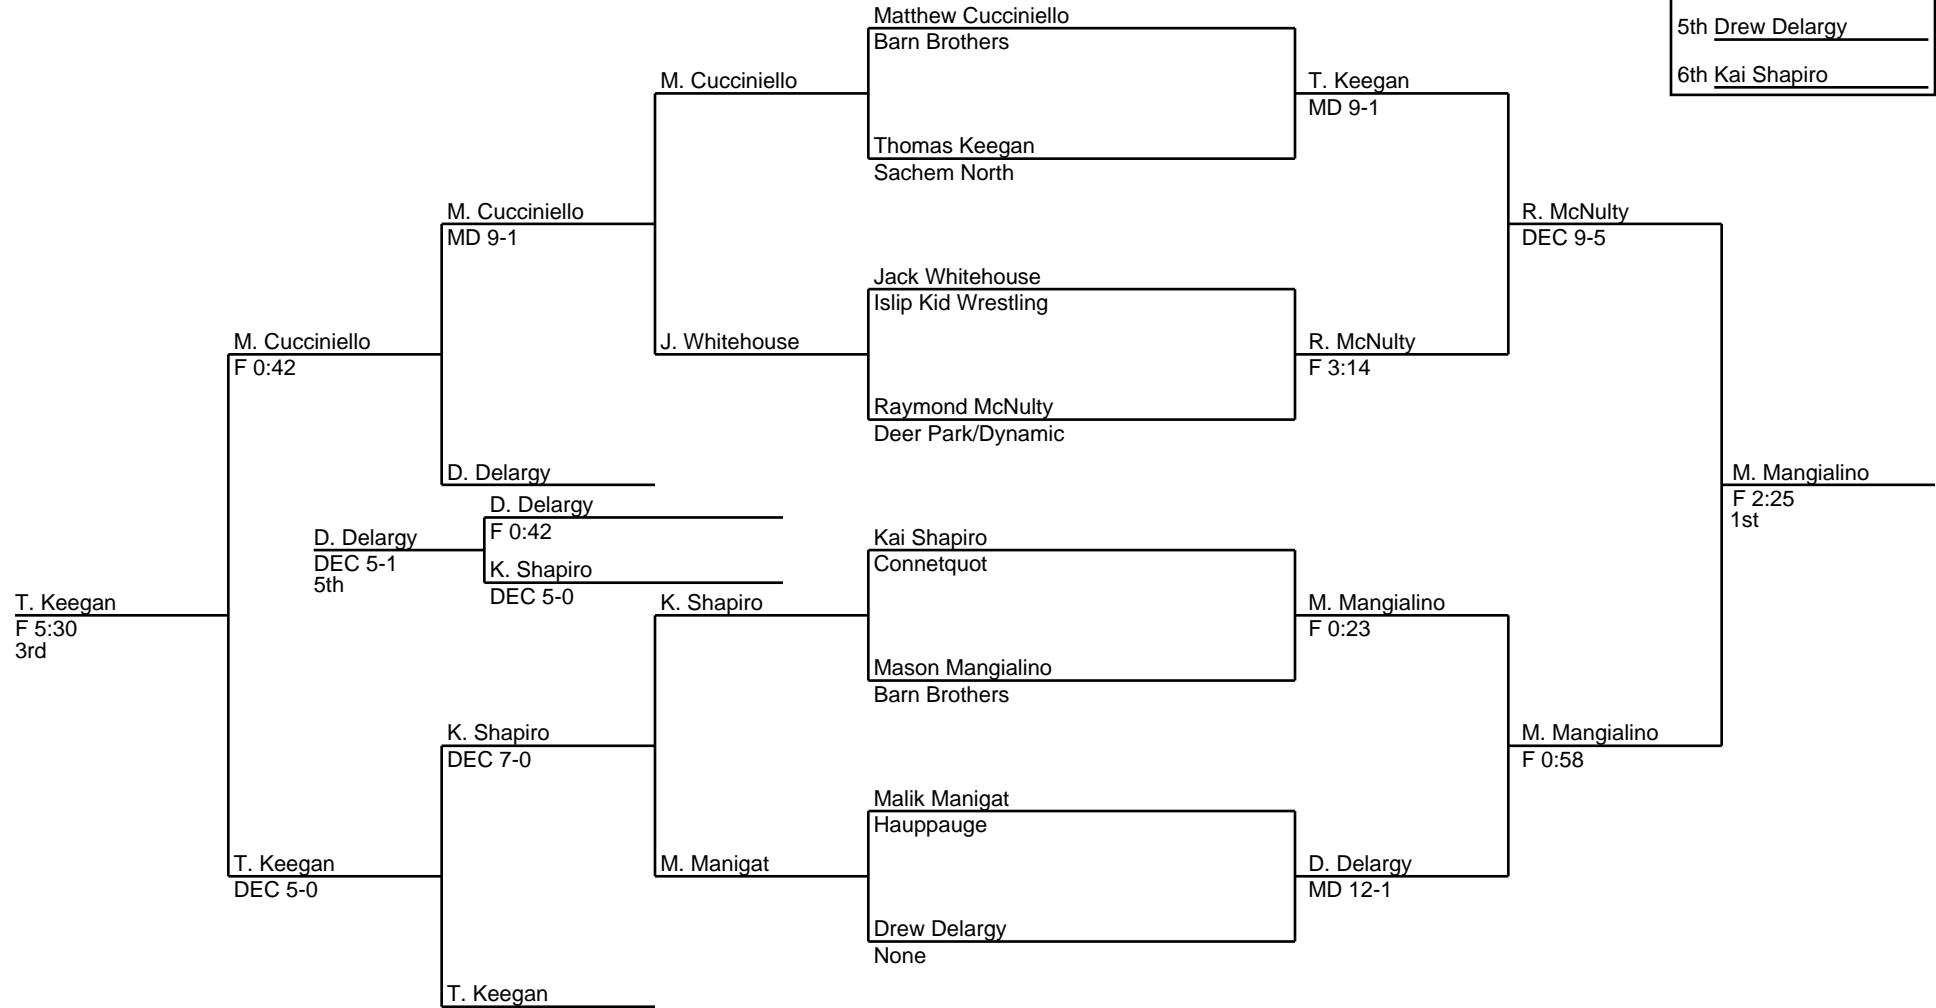 Matthew Cucciniello
Barn Brothers
5th Drew Delargy
M. Cucciniello
T. Keegan
6th Kai Shapiro
MD 9-1
Thomas Keegan
Sachem North
M. Cucciniello
MD 9-1
R. McNulty
DEC 9-5
Jack Whitehouse
Islip Kid Wrestling
M. Cucciniello
F 0:42
J. Whitehouse
R. McNulty
F 3:14
Raymond McNulty
Deer Park/Dynamic
D. Delargy
M. Mangialino
F 2:25
1st
D. Delargy
F 0:42
D. Delargy
DEC 5-1
5th
K. Shapiro
DEC 5-0
Kai Shapiro
Connetquot
T. Keegan
F 5:30
3rd
K. Shapiro
M. Mangialino
F 0:23
Mason Mangialino
Barn Brothers
K. Shapiro
DEC 7-0
M. Mangialino
F 0:58
Malik Manigat
Hauppauge
T. Keegan
DEC 5-0
M. Manigat
D. Delargy
MD 12-1
Drew Delargy
None
T. Keegan